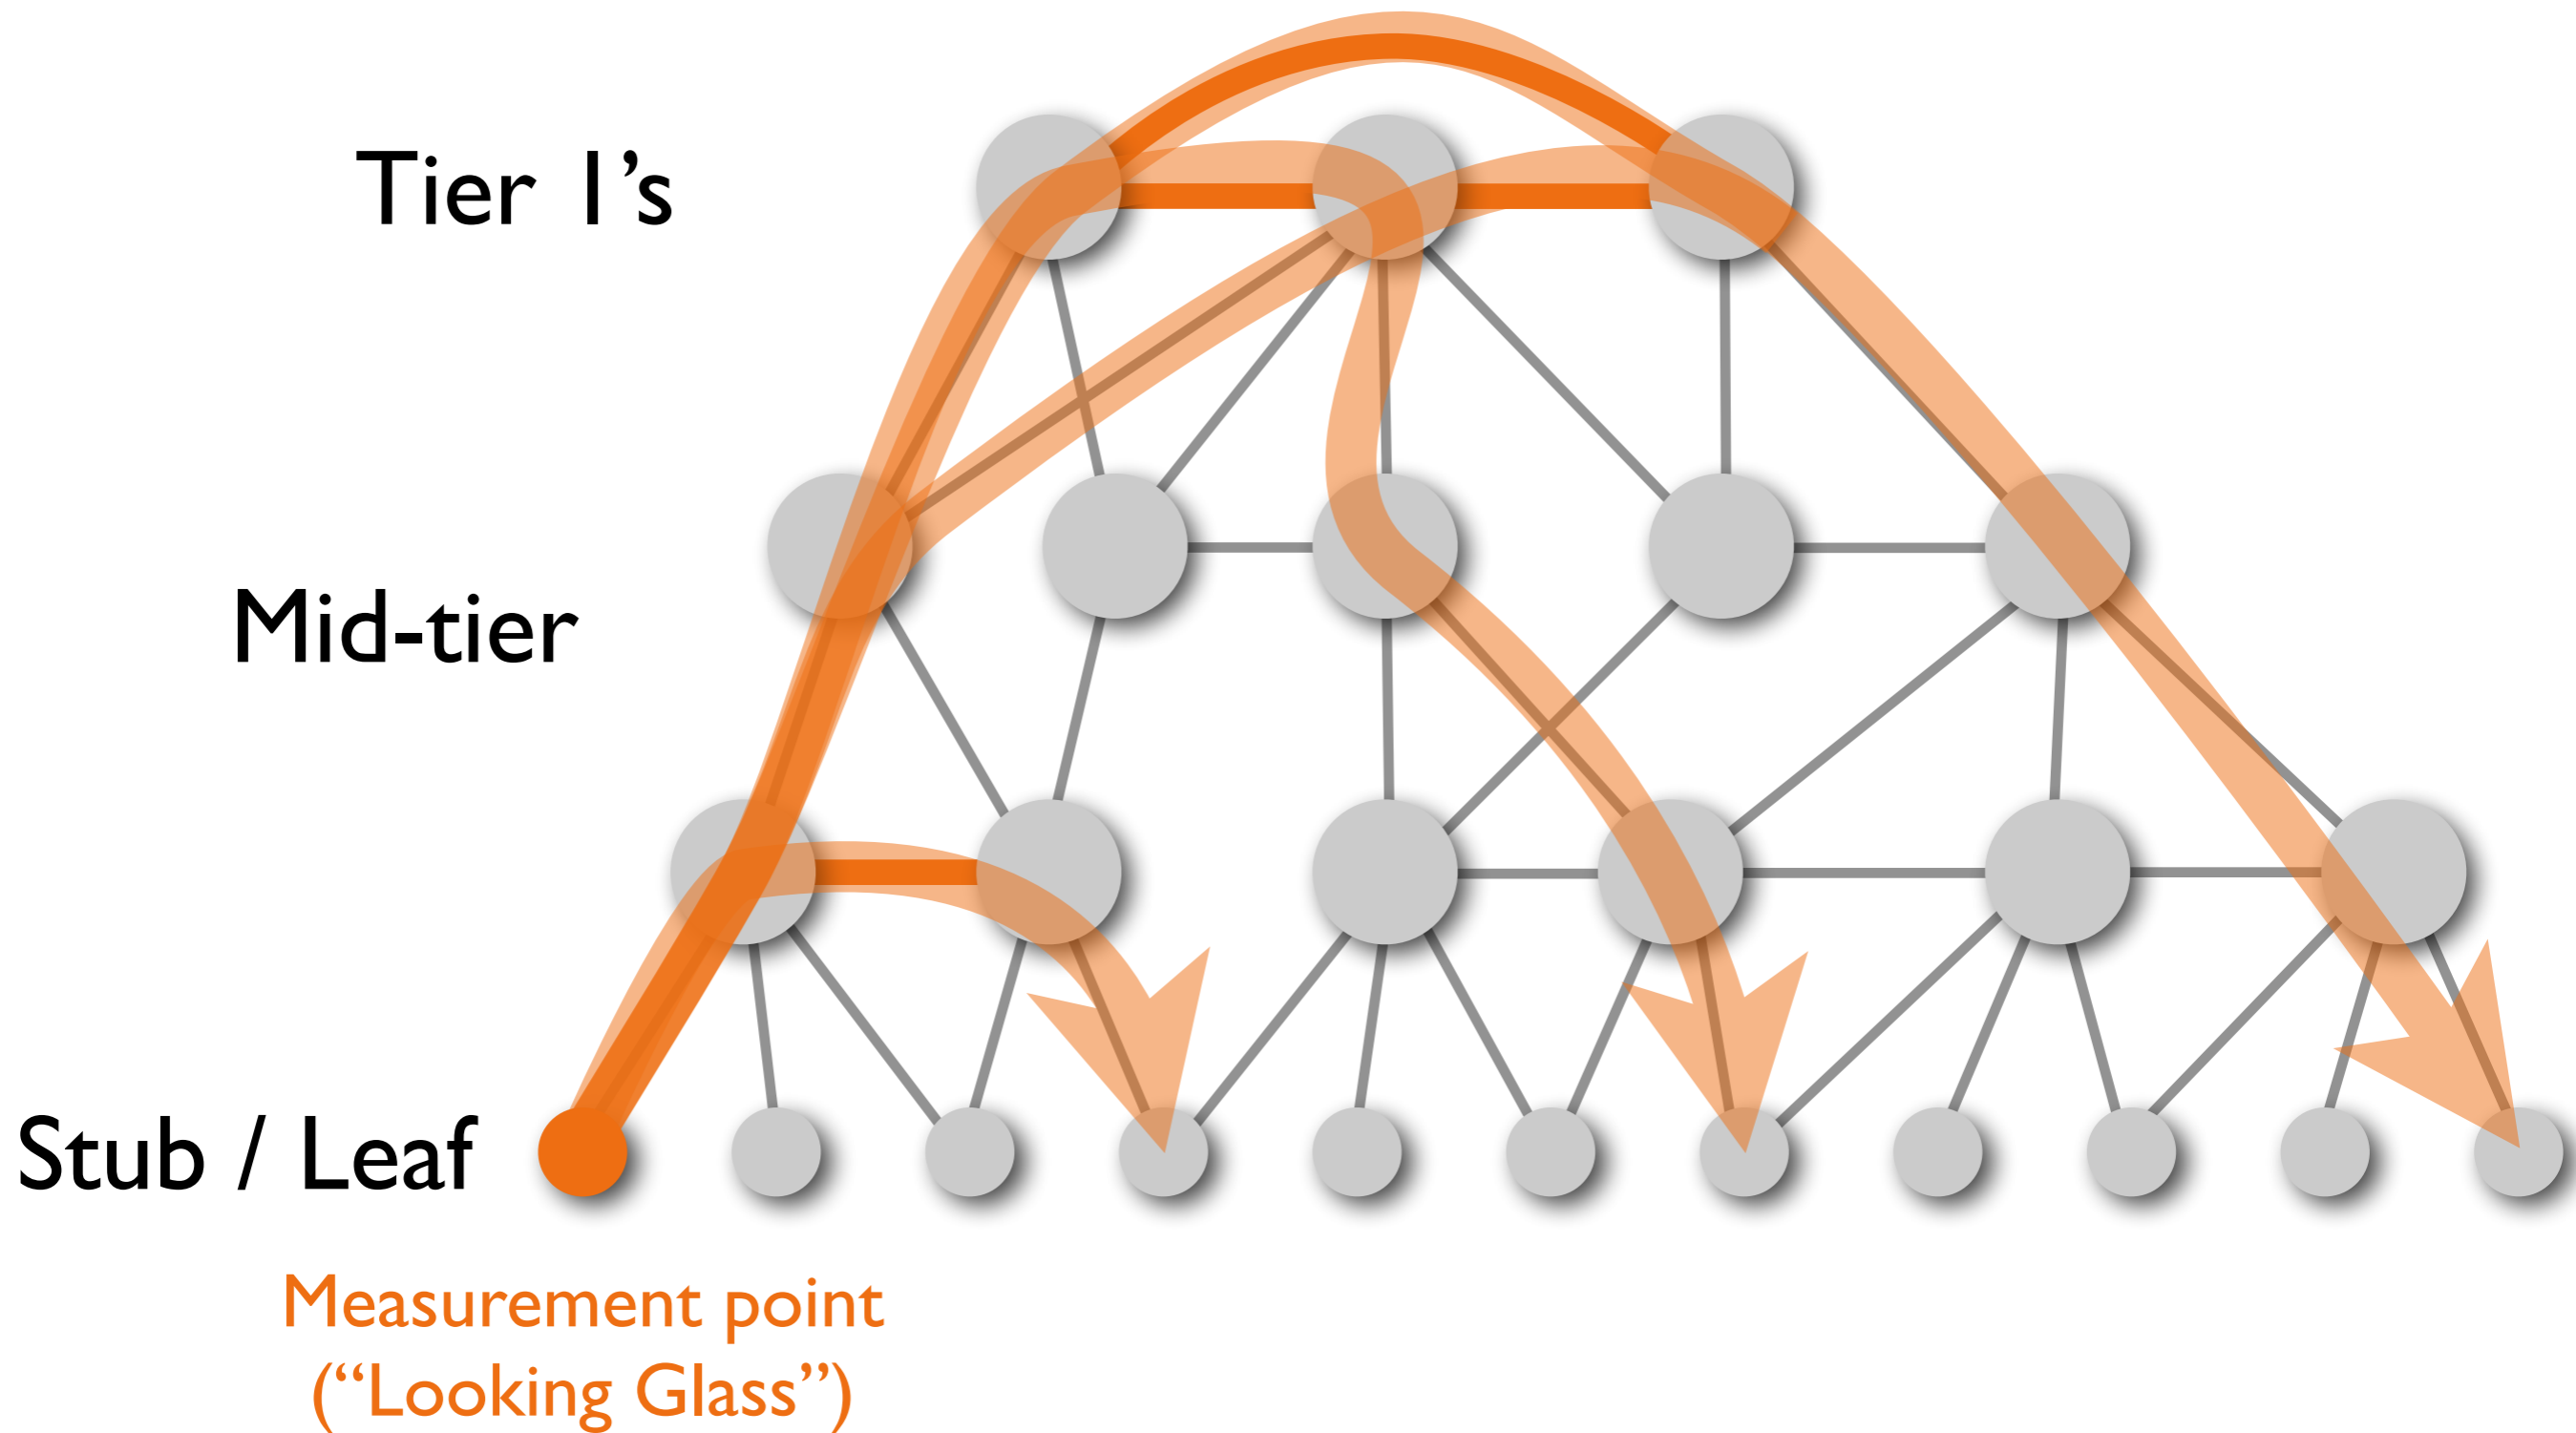 Tier 1’s
Mid-tier
Stub / Leaf
Measurement point
(“Looking Glass”)